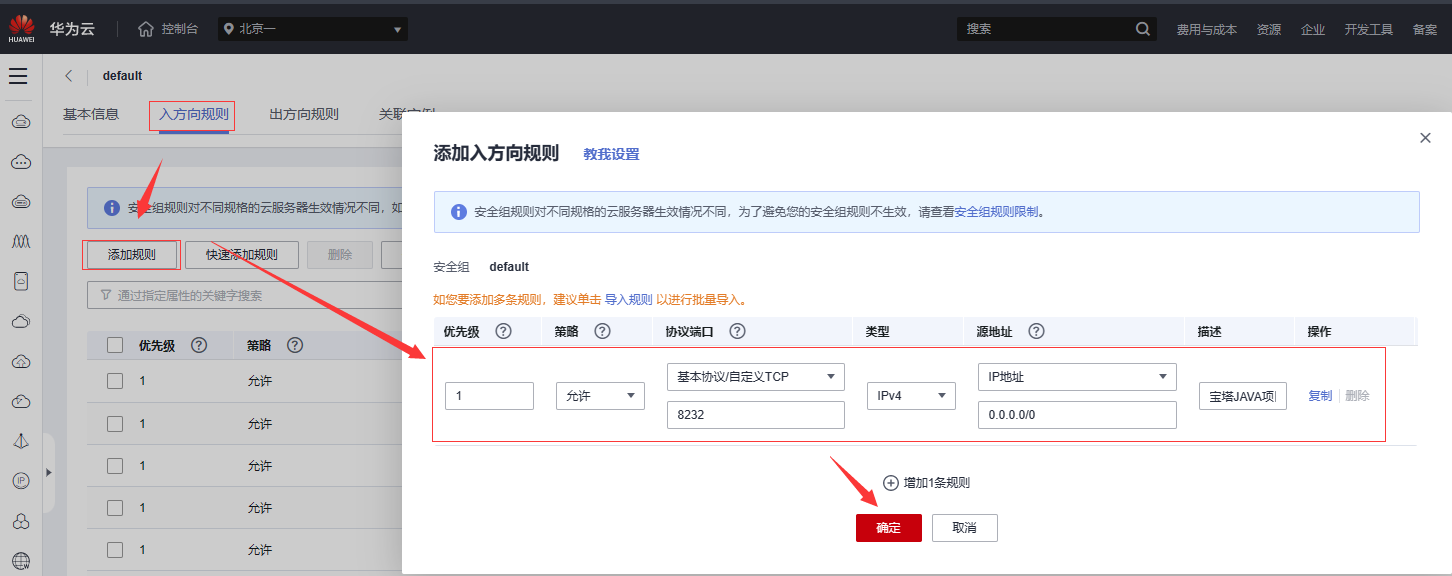 HUAWEI
华为云
控制台
北京一
搜索
费用与成本
资源
企业
开发工具
备案
default
基本信息
入方向规则
出方向规则
安全组规则对不同规格的云服务器生效情况不同，如
添加规则
快速添加规则
删除
通过指定属性的关键字搜索
优先级
策略
1
允许
1
允许
1
允许
1
允许
1
允许
IP
添加入方向规则
教我设置
安全组规则对不同规格的云服务器生效情况不同，为了避免您的安全组规则不生效，请查看安全组规则限制。
安全组
default
如您要添加多条规则，建议单击 导入规则 以进行批量导入。
优先级
策略
协议端口
类型
源地址
描述
操作
1
允许
基本协议/自定义TCP
8232
IPv4
IP地址
0.0.0.0/0
宝塔JAVA项
复制
删除
增加1条规则
确定
取消